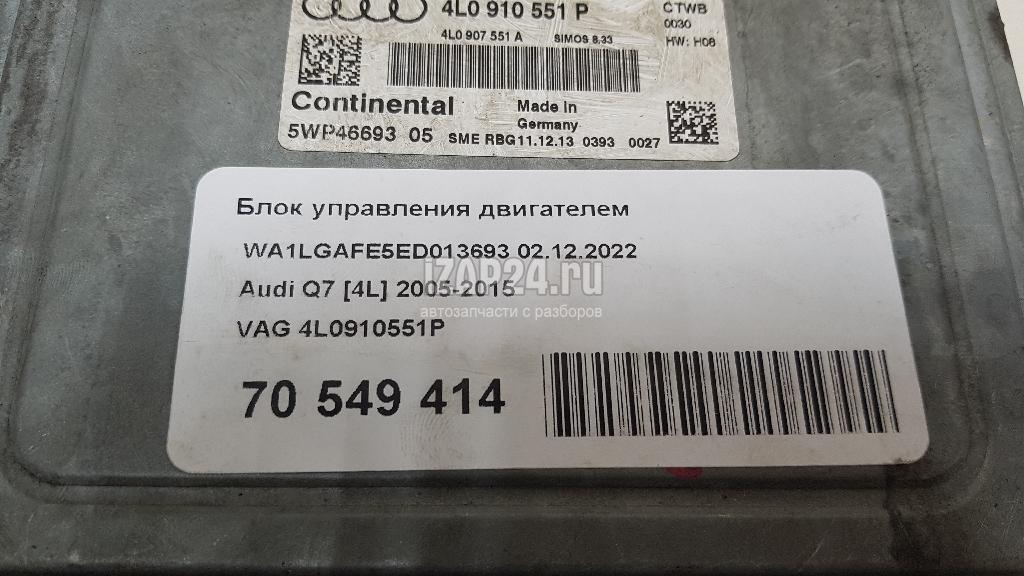 4L0 910 551 P
CTWB
0030
4L0 907 551 A SIMOS 8.33
HW: H08
Continental
Made in
Germany
5WP46693 05 SME RBG11.12.13 0393 0027
Блок управления двигателем
WA1LGAFE5ED013693 02.12.2022
iZAP24.ru
Audi Q7 [4L] 2005-2015
автозапчасти с разборов
VAG 4L0910551P
70 549 414